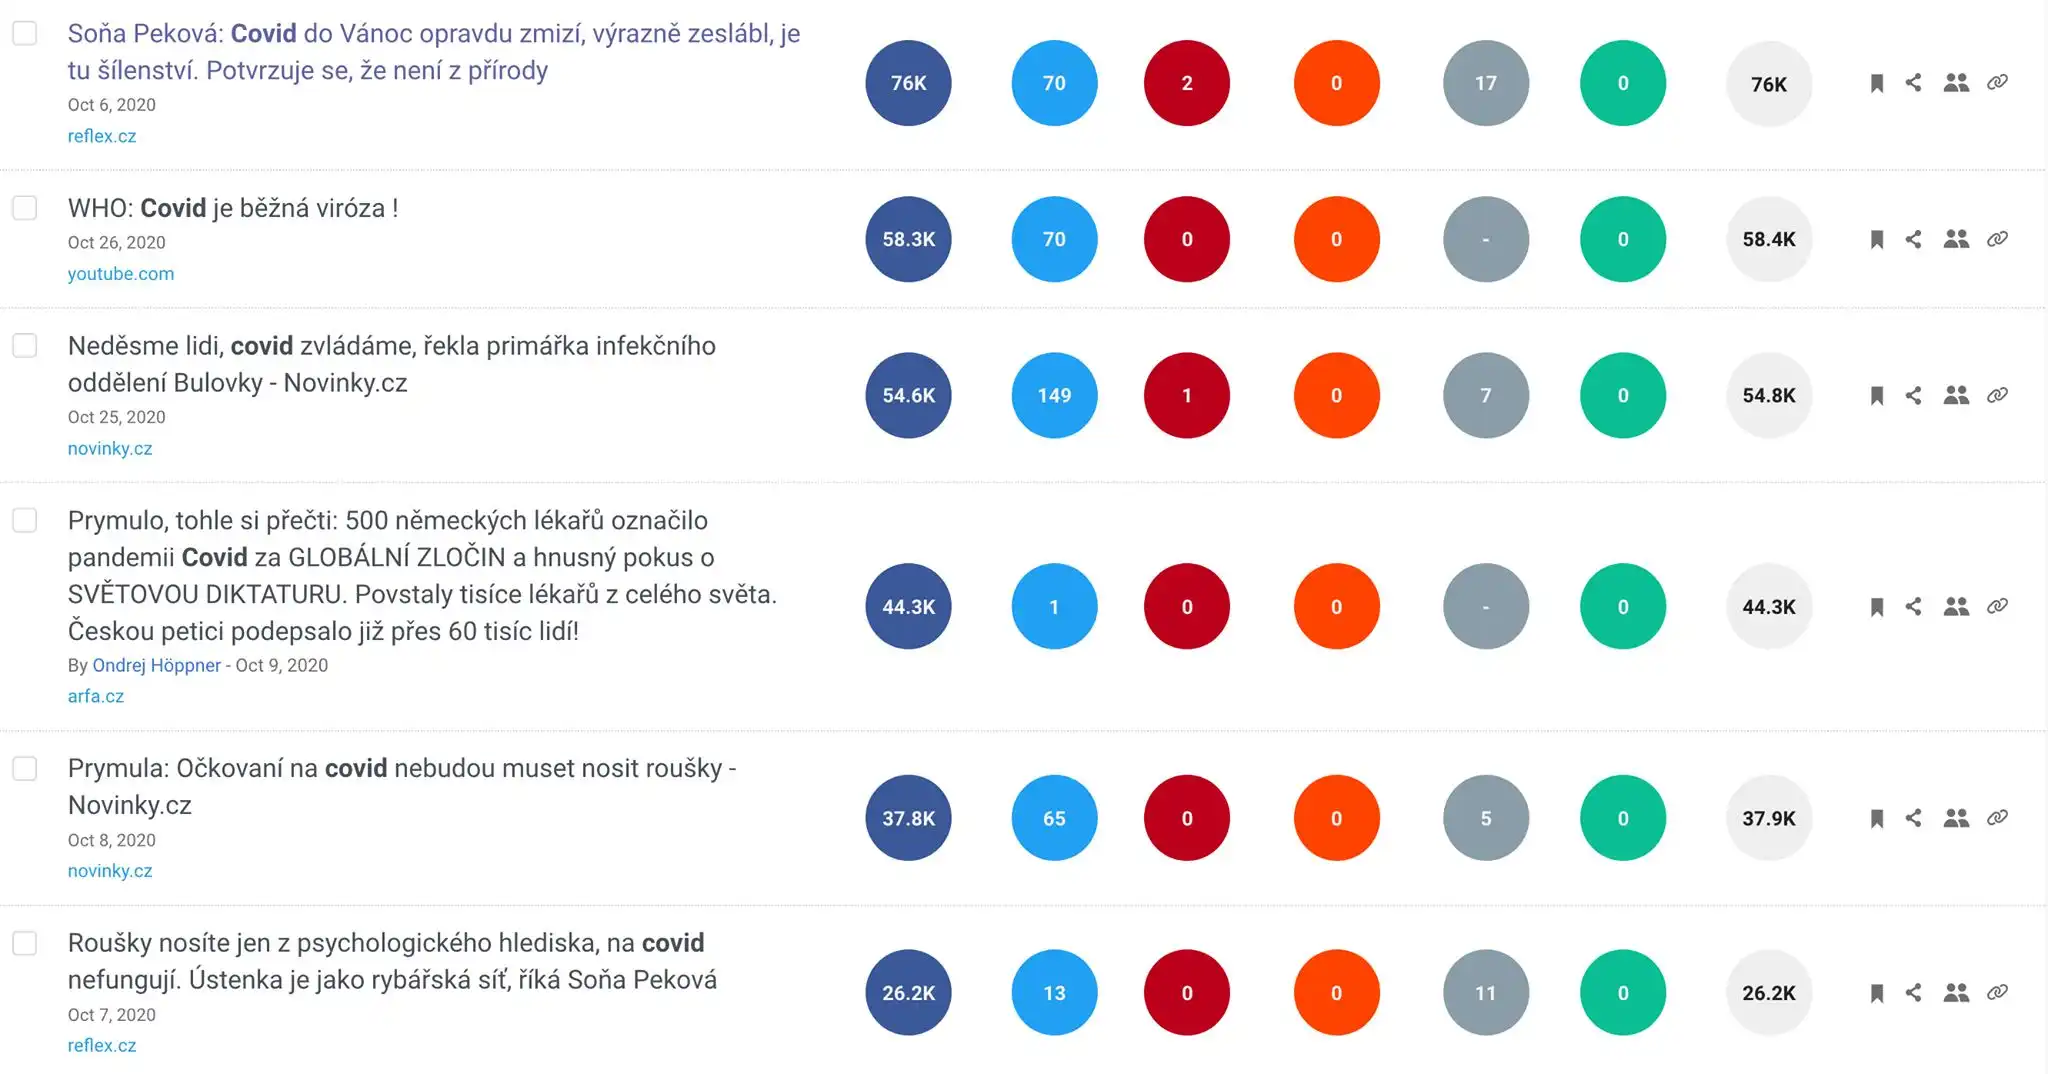 Soňa Peková: Covid do Vánoc opravdu zmizí, výrazně zeslábl, je
tu šílenství. Potvrzuje se, že není z přírody
Oct 6, 2020
reflex.cz
76K 70 2 0 17 0 76K
WHO: Covid je běžná viróza !
Oct 26, 2020
youtube.com
58.3K 70 0 0 - 0 58.4K
Neděsme lidi, covid zvládáme, řekla primářka infekčního
oddělení Bulovky - Novinky.cz
Oct 25, 2020
novinky.cz
54.6K 149 1 0 7 0 54.8K
Prymulo, tohle si přečti: 500 německých lékařů označilo
pandemii Covid za GLOBÁLNÍ ZLOČIN a hnusný pokus o
SVĚTOVOU DIKTATURU. Povstaly tisíce lékařů z celého světa.
Českou petici podepsalo již přes 60 tisíc lidí!
By Ondrej Höppner - Oct 9, 2020
arfa.cz
44.3K 1 0 0 - 0 44.3K
Prymula: Očkovaní na covid nebudou muset nosit roušky -
Novinky.cz
Oct 8, 2020
novinky.cz
37.8K 65 0 0 5 0 37.9K
Roušky nosíte jen z psychologického hlediska, na covid
nefungují. Ústenka je jako rybářská síť, říká Soňa Peková
Oct 7, 2020
reflex.cz
26.2K 13 0 0 11 0 26.2K